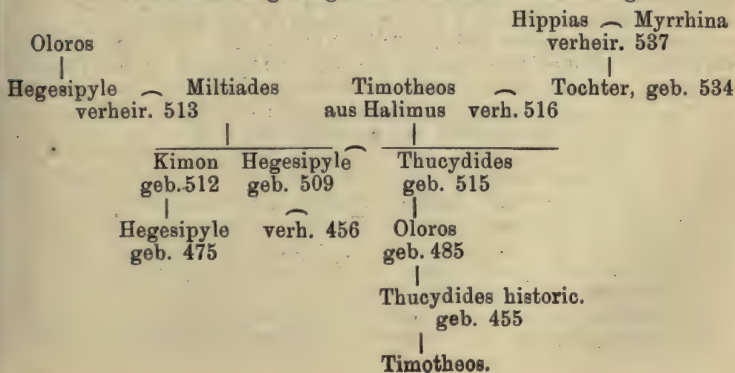 Hippias ⌢ Myrrhina
Oloros verheir. 537
Hegesipyle ⌢ Miltiades Timotheos ⌢ Tochter, geb. 534
verheir. 513 aus Halimus verh. 516
Kimon Hegesipyle ⌢ Thucydides
geb. 512 geb. 509 geb. 515
Hegesipyle ⌢ verh. 456 Oloros
geb. 475 geb. 485
Thucydides historic.
geb. 455
Timotheos.